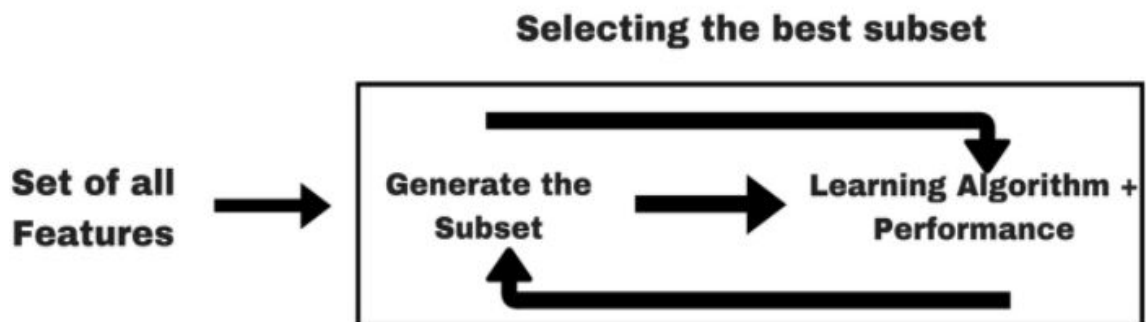 Selecting the best subset
Set of all
Features
Generate the
Subset
Learning Algorithm +
Performance